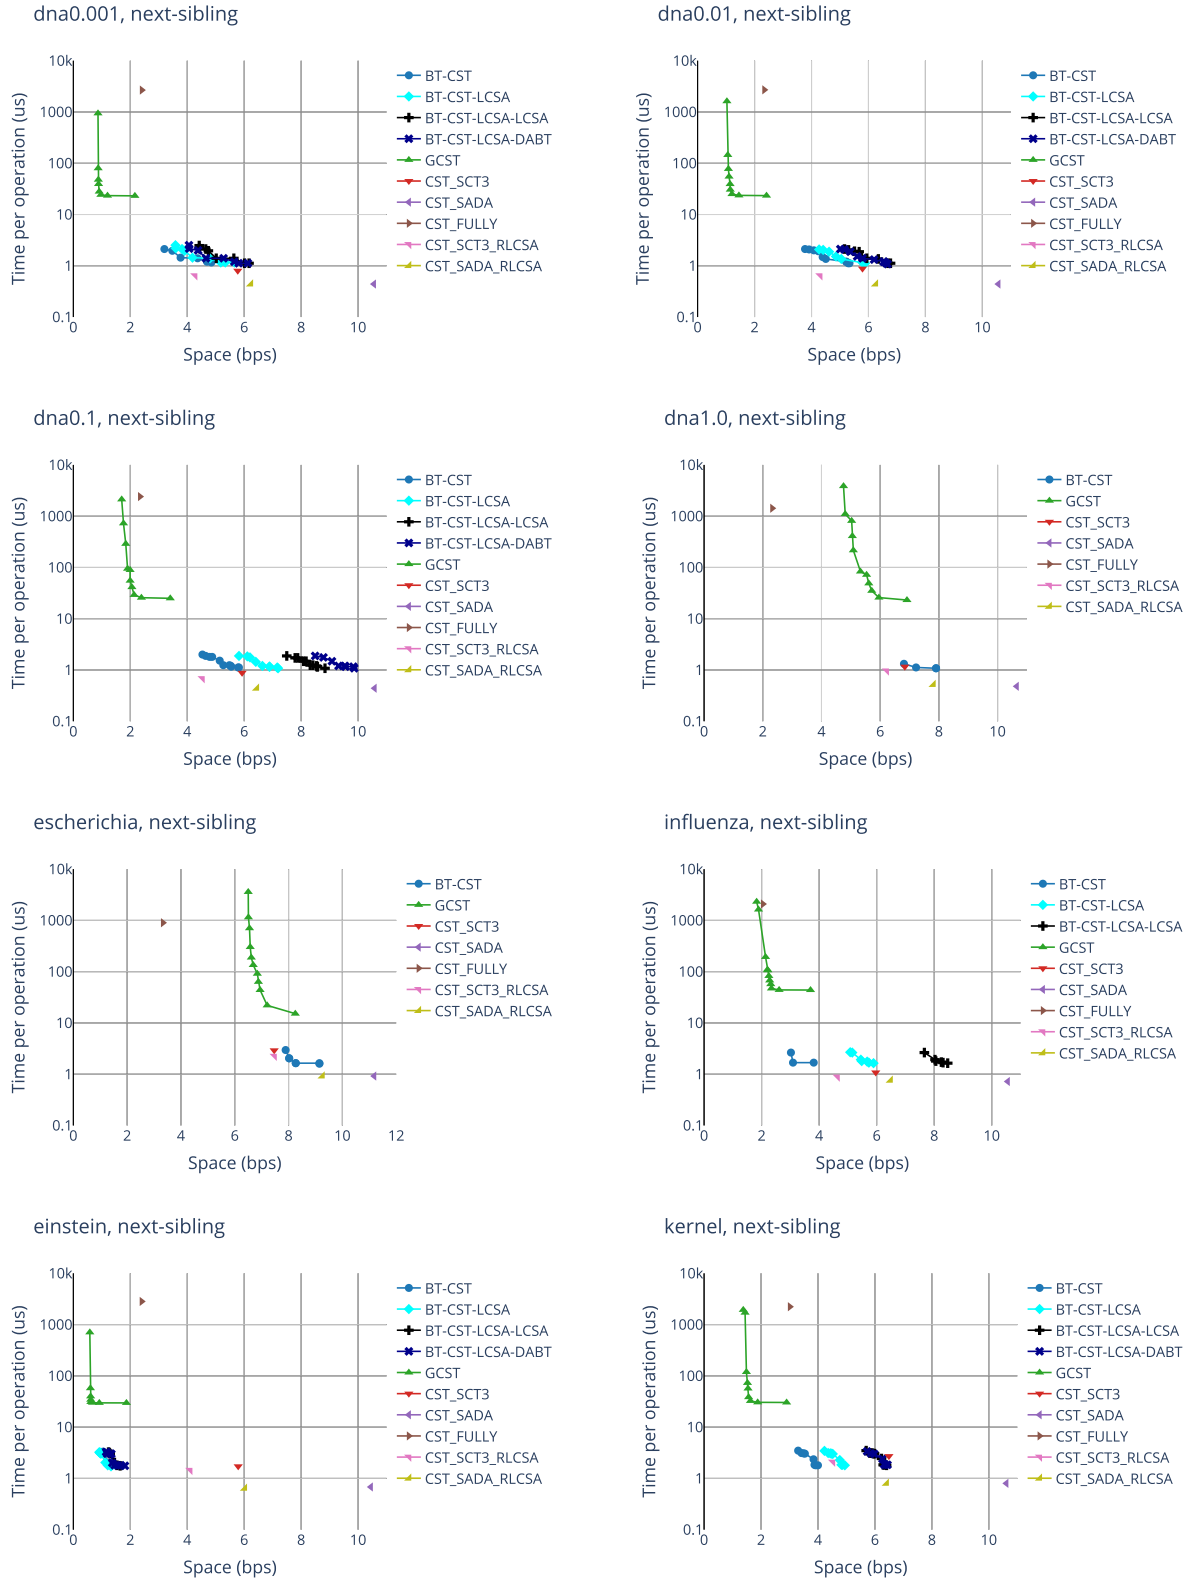 dna0.001, next-sibling
10k
1000
100
10
1
0.1
0 2 4 6 8 10
Time per operation (us)
Space (bps)
BT-CST
BT-CST-LCSA
BT-CST-LCSA-LCSA
BT-CST-LCSA-DABT
GCST
CST_SCT3
CST_SADA
CST_FULLY
CST_SCT3_RLCSA
CST_SADA_RLCSA
dna0.01, next-sibling
10k
1000
100
10
1
0.1
0 2 4 6 8 10
Time per operation (us)
Space (bps)
BT-CST
BT-CST-LCSA
BT-CST-LCSA-LCSA
BT-CST-LCSA-DABT
GCST
CST_SCT3
CST_SADA
CST_FULLY
CST_SCT3_RLCSA
CST_SADA_RLCSA
dna0.1, next-sibling
10k
1000
100
10
1
0.1
0 2 4 6 8 10
Time per operation (us)
Space (bps)
BT-CST
BT-CST-LCSA
BT-CST-LCSA-LCSA
BT-CST-LCSA-DABT
GCST
CST_SCT3
CST_SADA
CST_FULLY
CST_SCT3_RLCSA
CST_SADA_RLCSA
dna1.0, next-sibling
10k
1000
100
10
1
0.1
0 2 4 6 8 10
Time per operation (us)
Space (bps)
BT-CST
GCST
CST_SCT3
CST_SADA
CST_FULLY
CST_SCT3_RLCSA
CST_SADA_RLCSA
escherichia, next-sibling
10k
1000
100
10
1
0.1
0 2 4 6 8 10 12
Time per operation (us)
Space (bps)
BT-CST
GCST
CST_SCT3
CST_SADA
CST_FULLY
CST_SCT3_RLCSA
CST_SADA_RLCSA
influenza, next-sibling
10k
1000
100
10
1
0.1
0 2 4 6 8 10
Time per operation (us)
Space (bps)
BT-CST
BT-CST-LCSA
BT-CST-LCSA-LCSA
GCST
CST_SCT3
CST_SADA
CST_FULLY
CST_SCT3_RLCSA
CST_SADA_RLCSA
einstein, next-sibling
10k
1000
100
10
1
0.1
0 2 4 6 8 10
Time per operation (us)
Space (bps)
BT-CST
BT-CST-LCSA
BT-CST-LCSA-LCSA
BT-CST-LCSA-DABT
GCST
CST_SCT3
CST_SADA
CST_FULLY
CST_SCT3_RLCSA
CST_SADA_RLCSA
kernel, next-sibling
10k
1000
100
10
1
0.1
0 2 4 6 8 10
Time per operation (us)
Space (bps)
BT-CST
BT-CST-LCSA
BT-CST-LCSA-LCSA
BT-CST-LCSA-DABT
GCST
CST_SCT3
CST_SADA
CST_FULLY
CST_SCT3_RLCSA
CST_SADA_RLCSA